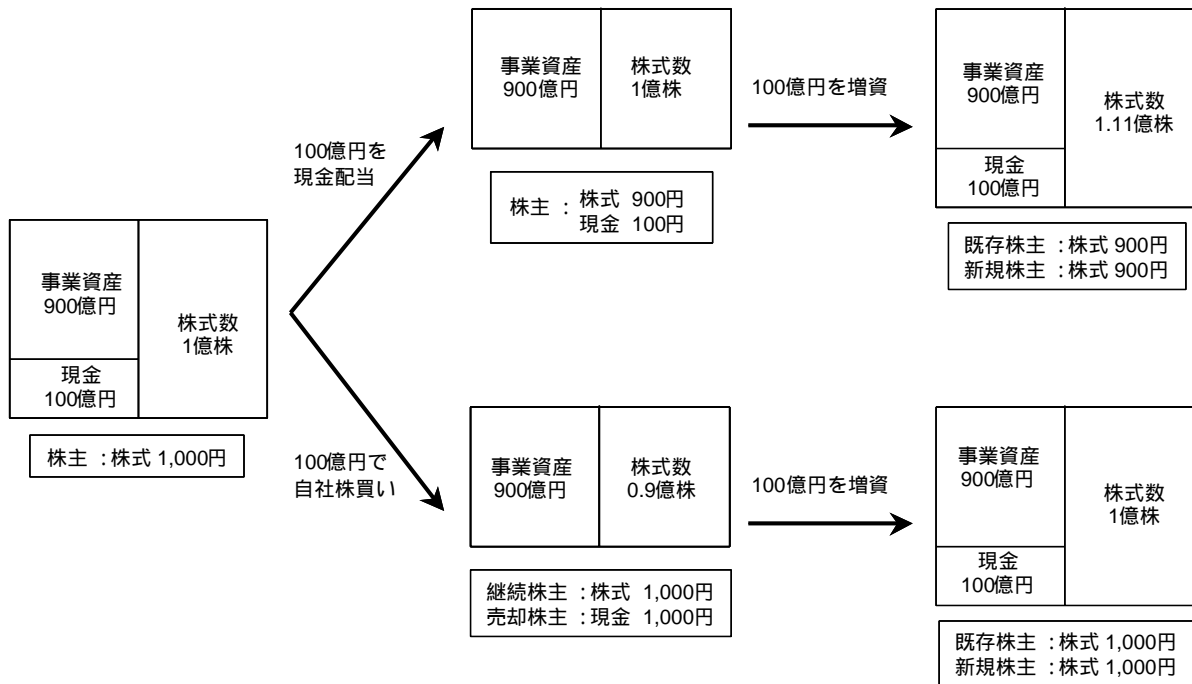 事業資産
900億円
現金
100億円
株式数
1億株
株主 : 株式 1,000円
100億円を
現金配当
事業資産
900億円
株式数
1億株
株主 : 株式 900円
現金 100円
100億円を増資
事業資産
900億円
現金
100億円
株式数
1.11億株
既存株主 : 株式 900円
新規株主 : 株式 900円
100億円で
自社株買い
事業資産
900億円
株式数
0.9億株
継続株主 : 株式 1,000円
売却株主 : 現金 1,000円
100億円を増資
事業資産
900億円
現金
100億円
株式数
1億株
既存株主 : 株式 1,000円
新規株主 : 株式 1,000円